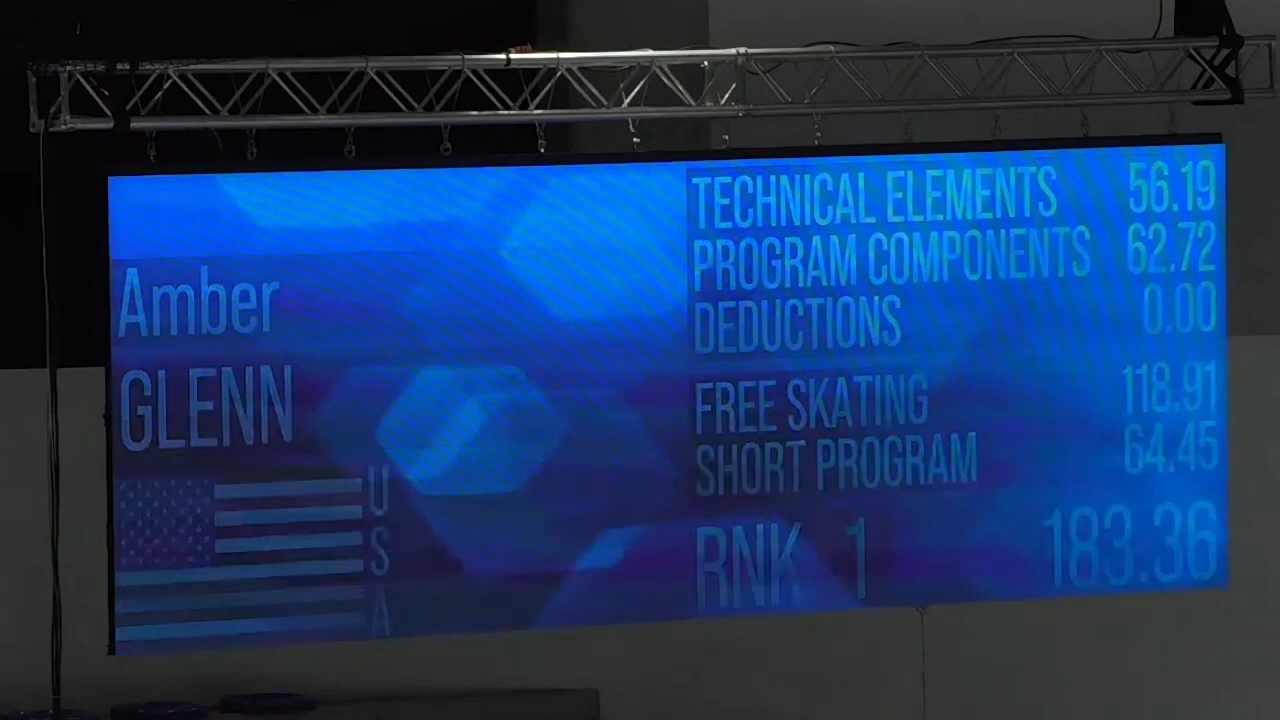 Amber
GLENN
USA
TECHNICAL ELEMENTS 56.19
PROGRAM COMPONENTS 62.72
DEDUCTIONS 0.00
FREE SKATING 118.91
SHORT PROGRAM 64.45
RNK 1 183.36